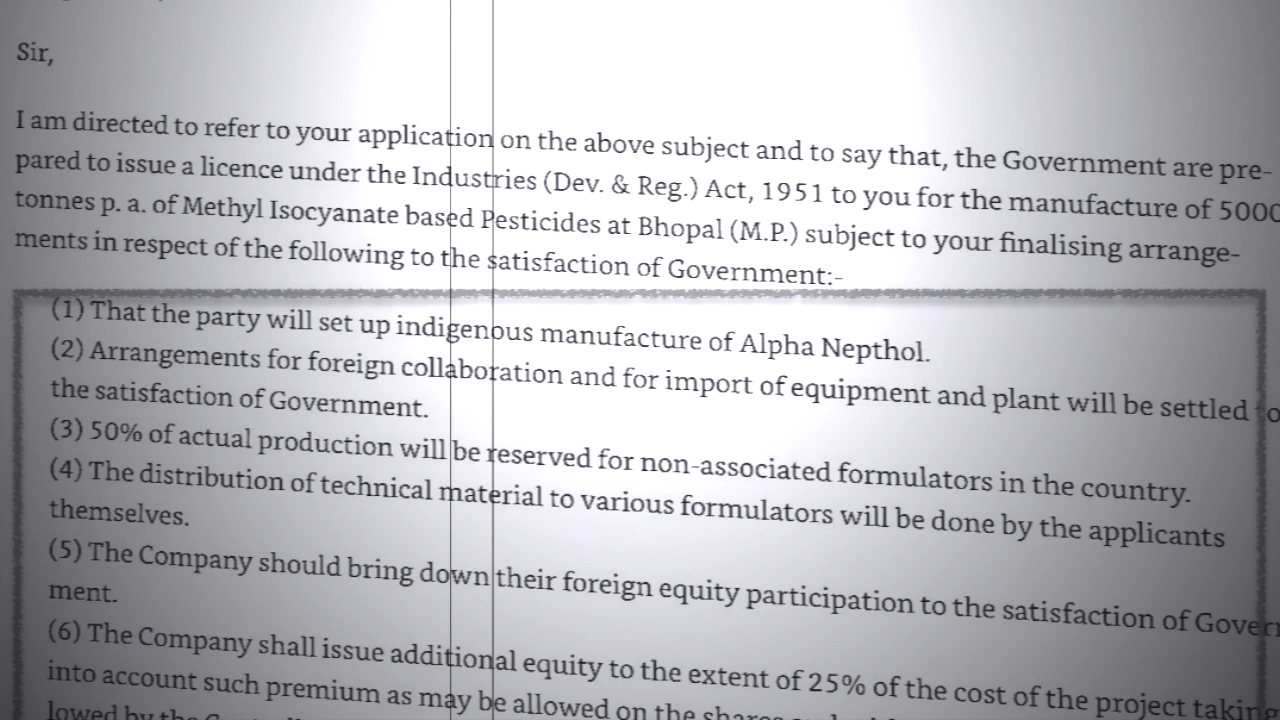 Sir,
I am directed to refer to your application on the above subject and to say that, the Government are pre-
pared to issue a licence under the Industries (Dev. & Reg.) Act, 1951 to you for the manufacture of 5000
tonnes p. a. of Methyl Isocyanate based Pesticides at Bhopal (M.P.) subject to your finalising arrange-
ments in respect of the following to the satisfaction of Government:-
(1) That the party will set up indigenous manufacture of Alpha Nepthol.
(2) Arrangements for foreign collaboration and for import of equipment and plant will be settled to
the satisfaction of Government.
(3) 50% of actual production will be reserved for non-associated formulators in the country.
(4) The distribution of technical material to various formulators will be done by the applicants
themselves.
(5) The Company should bring down their foreign equity participation to the satisfaction of Govern
ment.
(6) The Company shall issue additional equity to the extent of 25% of the cost of the project taking
into account such premium as may be allowed on the shares
lowed by the